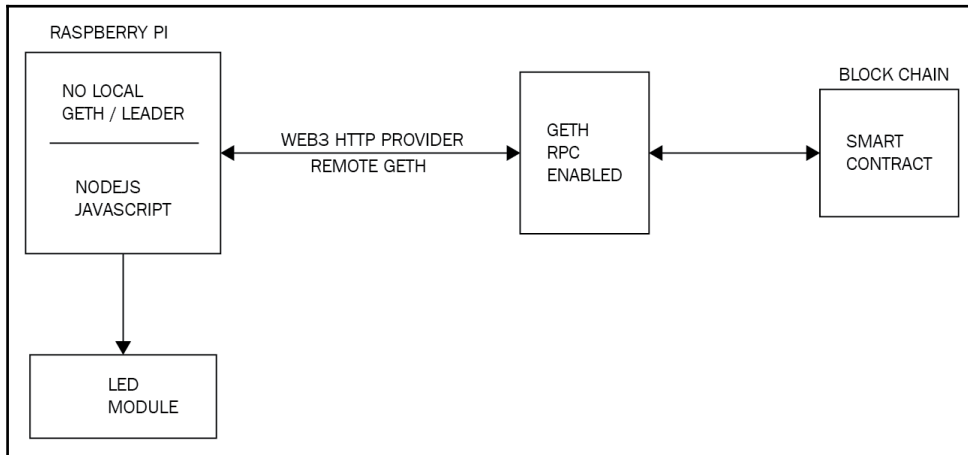 RASPBERRY PI
NO LOCAL
GETH / LEADER
NODEJS
JAVASCRIPT
WEB3 HTTP PROVIDER
REMOTE GETH
GETH
RPC
ENABLED
BLOCK CHAIN
SMART
CONTRACT
LED
MODULE